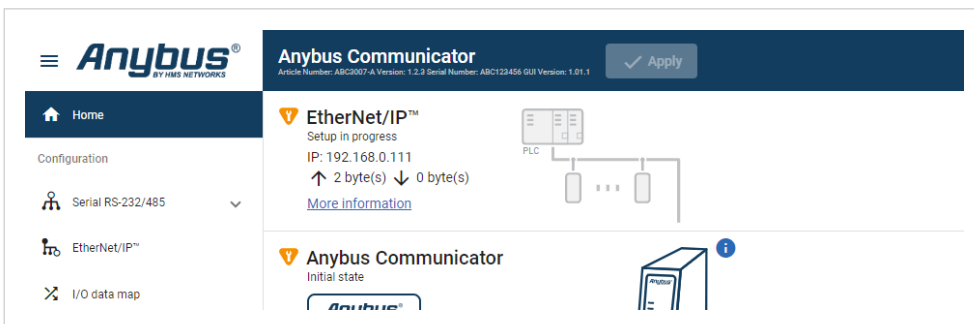 Anybus®
BY HMS NETWORKS
Anybus Communicator
Article Number: ABC3007-A Version: 1.2.3 Serial Number: ABC123456 GUI Version: 1.01.1
Apply
Home
Configuration
Serial RS-232/485
EtherNet/IP™
I/O data map
EtherNet/IP™
Setup in progress
IP: 192.168.0.111
↑ 2 byte(s) ↓ 0 byte(s)
More information
PLC
Anybus Communicator
Initial state
Anybus®
Anybus